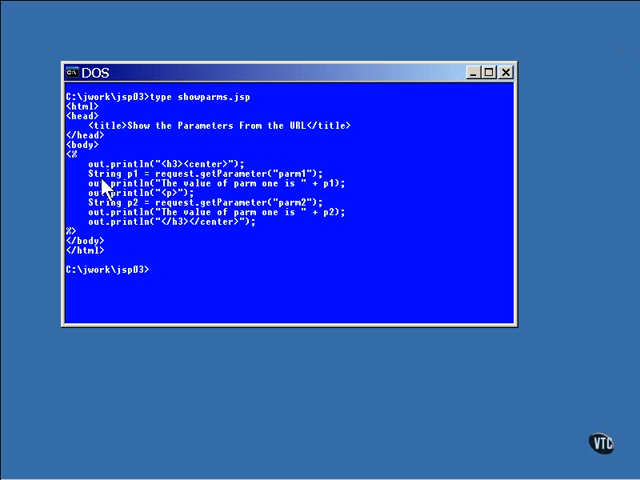 DOS
C:\jwork\jsp03>type showparms.jsp
<html>
<head>
<title>Show the Parameters From the URL</title>
</head>
<body>
<%
out.println("<h3><center>");
String p1 = request.getParameter("parm1");
out.println("The value of parm one is " + p1);
out.println("<p>");
String p2 = request.getParameter("parm2");
out.println("The value of parm one is " + p2);
out.println("</h3></center>");
%>
</body>
</html>
C:\jwork\jsp03>
VTC